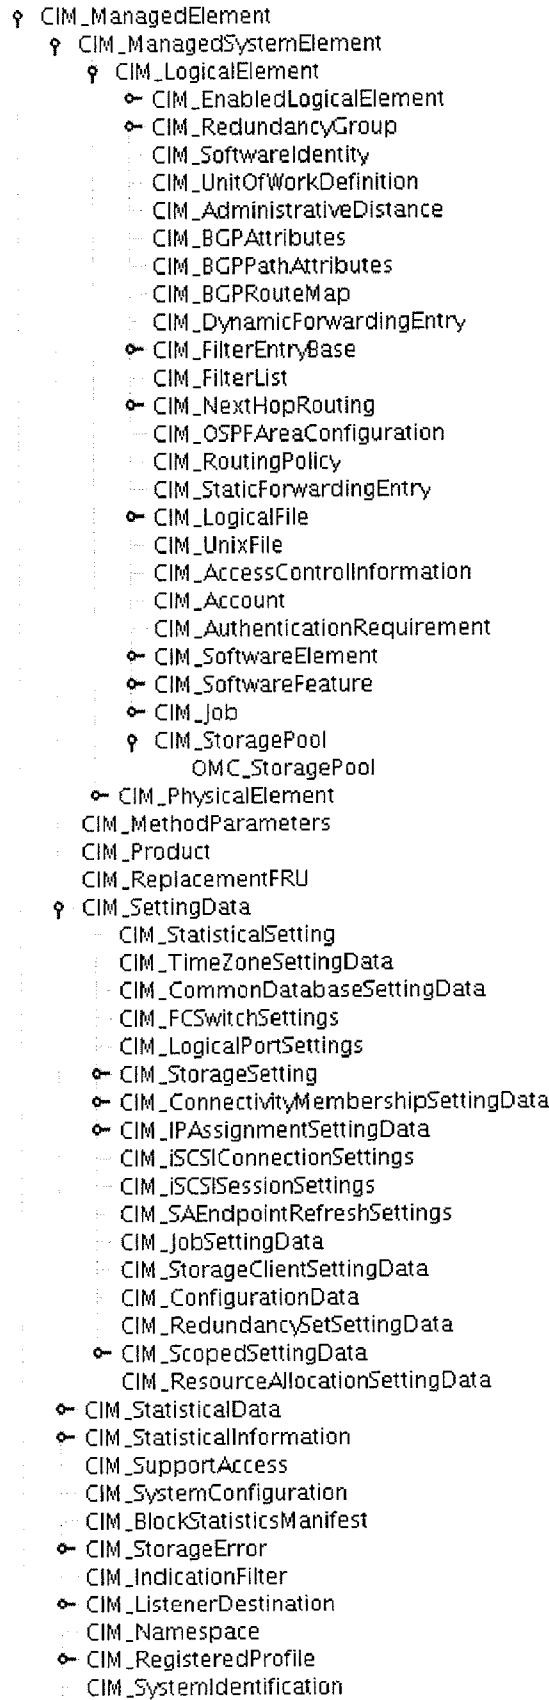 CIM_ManagedElement
CIM_ManagedSystemElement
CIM_LogicalElement
CIM_EnabledLogicalElement
CIM_RedundancyGroup
CIM_SoftwareIdentity
CIM_UnitOfWorkDefinition
CIM_AdministrativeDistance
CIM_BGPAttributes
CIM_BGPPathAttributes
CIM_BGPRouteMap
CIM_DynamicForwardingEntry
CIM_FilterEntryBase
CIM_FilterList
CIM_NextHopRouting
CIM_OSPFAreaConfiguration
CIM_RoutingPolicy
CIM_StaticForwardingEntry
CIM_LogicalFile
CIM_UnixFile
CIM_AccessControlInformation
CIM_Account
CIM_AuthenticationRequirement
CIM_SoftwareElement
CIM_SoftwareFeature
CIM_Job
CIM_StoragePool
OMC_StoragePool
CIM_PhysicalElement
CIM_MethodParameters
CIM_Product
CIM_ReplacementFRU
CIM_SettingData
CIM_StatisticalSetting
CIM_TimeZoneSettingData
CIM_CommonDatabaseSettingData
CIM_FCSwitchSettings
CIM_LogicalPortSettings
CIM_StorageSetting
CIM_ConnectivityMembershipSettingData
CIM_IPAssignmentSettingData
CIM_iSCSIConnectionSettings
CIM_iSCSISessionSettings
CIM_SAEndpointRefreshSettings
CIM_JobSettingData
CIM_StorageClientSettingData
CIM_ConfigurationData
CIM_RedundancySetSettingData
CIM_ScopedSettingData
CIM_ResourceAllocationSettingData
CIM_StatisticalData
CIM_StatisticalInformation
CIM_SupportAccess
CIM_SystemConfiguration
CIM_BlockStatisticsManifest
CIM_StorageError
CIM_IndicationFilter
CIM_ListenerDestination
CIM_Namespace
CIM_RegisteredProfile
CIM_SystemIdentification